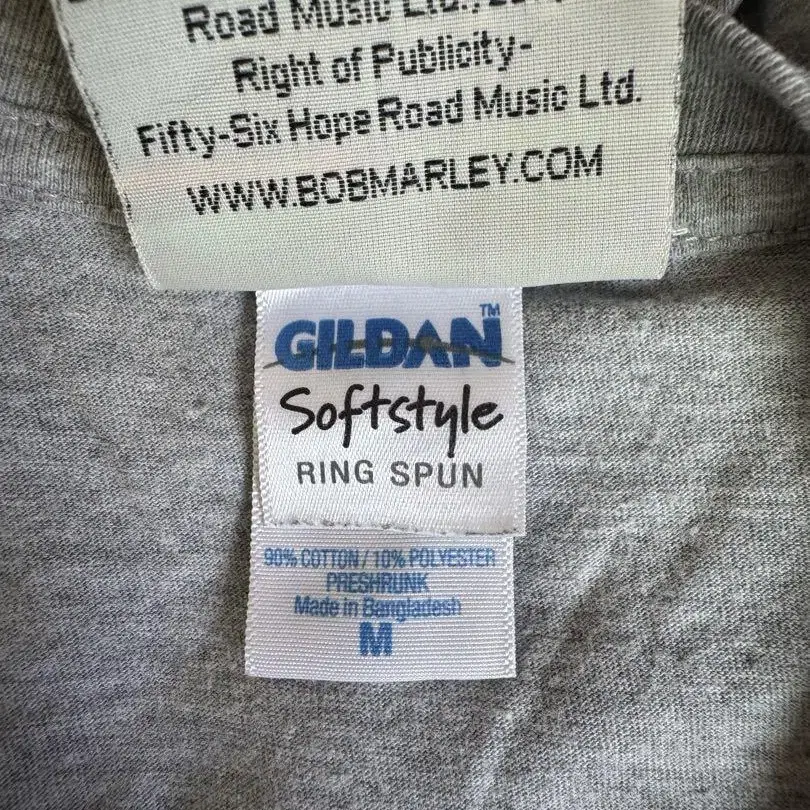 Road Music Ltd.,
Right of Publicity-
Fifty-Six Hope Road Music Ltd.
WWW.BOBMARLEY.COM
GILDAN™
Softstyle
RING SPUN
90% COTTON / 10% POLYESTER
PRESHRUNK
Made in Bangladesh
M